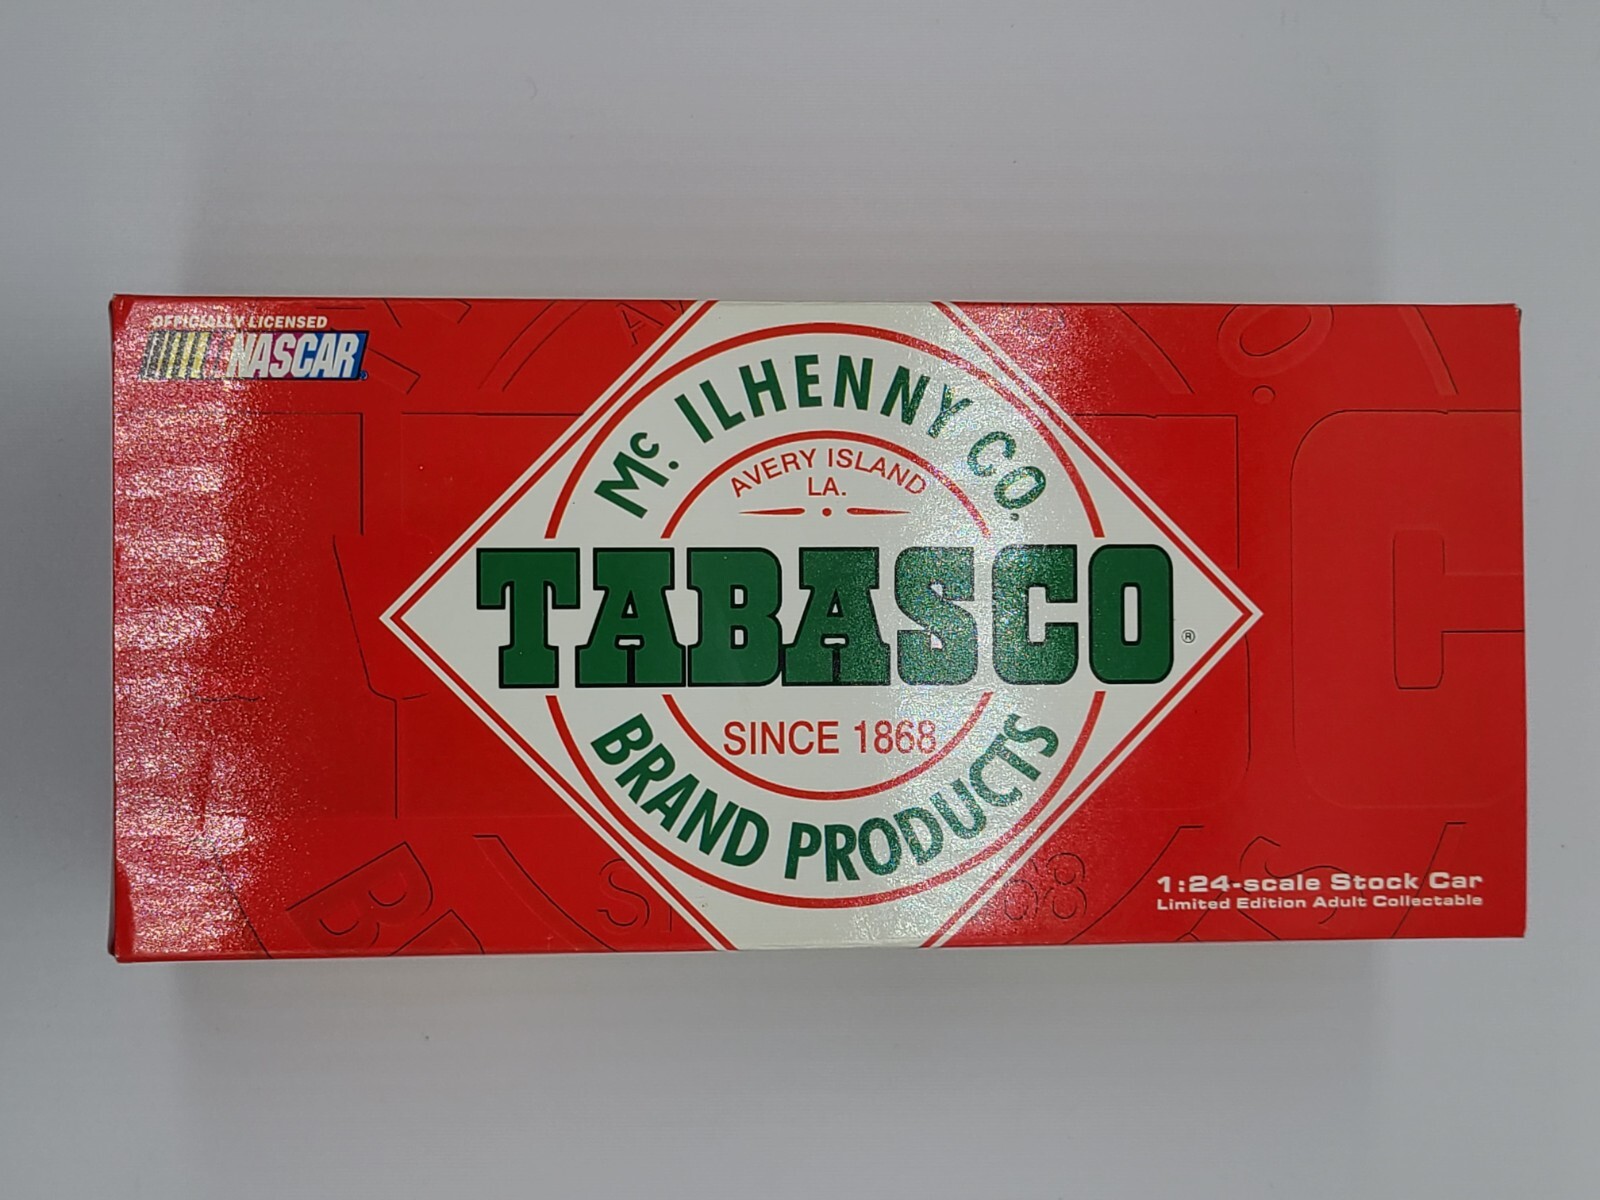 OFFICIALLY LICENSED
NASCAR®
Mc. ILHENNY CO.
AVERY ISLAND
LA.
TABASCO®
SINCE 1868
BRAND PRODUCTS
1:24-scale Stock Car
Limited Edition Adult Collectable